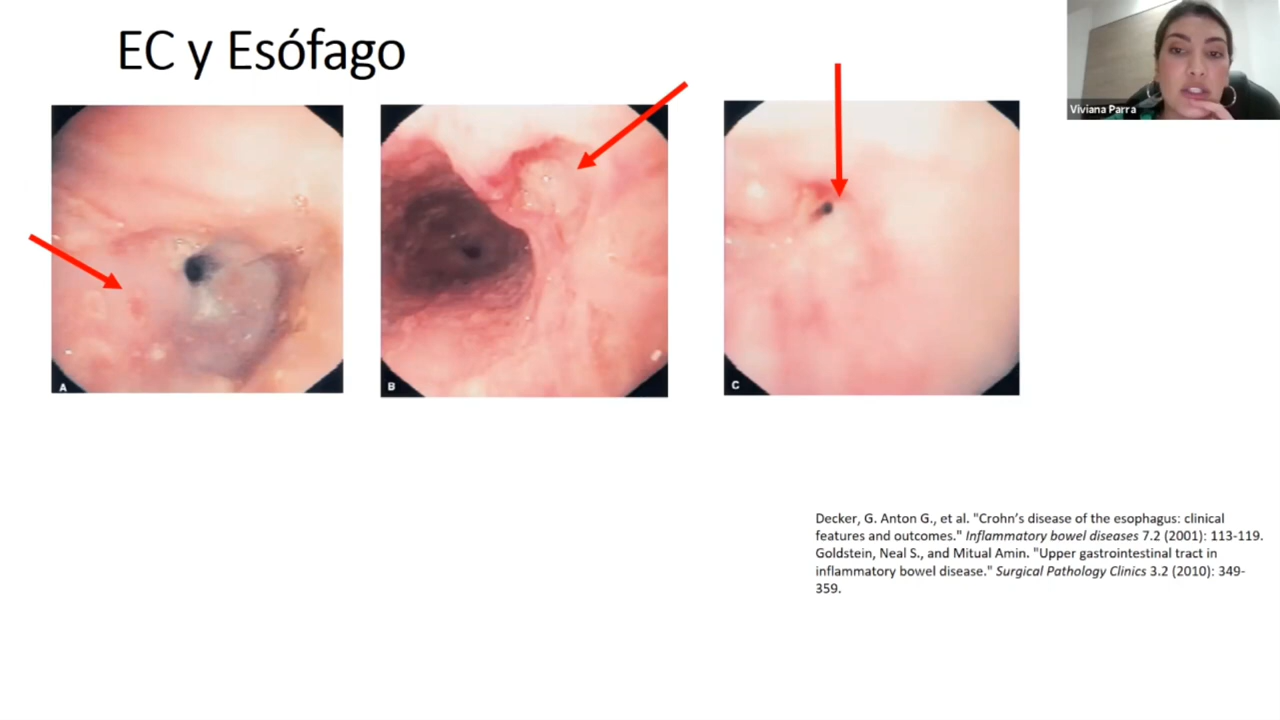 EC y Esófago
Viviana Parra
A
B
C
Decker, G. Anton G., et al. "Crohn’s disease of the esophagus: clinical
features and outcomes." Inflammatory bowel diseases 7.2 (2001): 113-119.
Goldstein, Neal S., and Mitual Amin. "Upper gastrointestinal tract in
inflammatory bowel disease." Surgical Pathology Clinics 3.2 (2010): 349-
359.